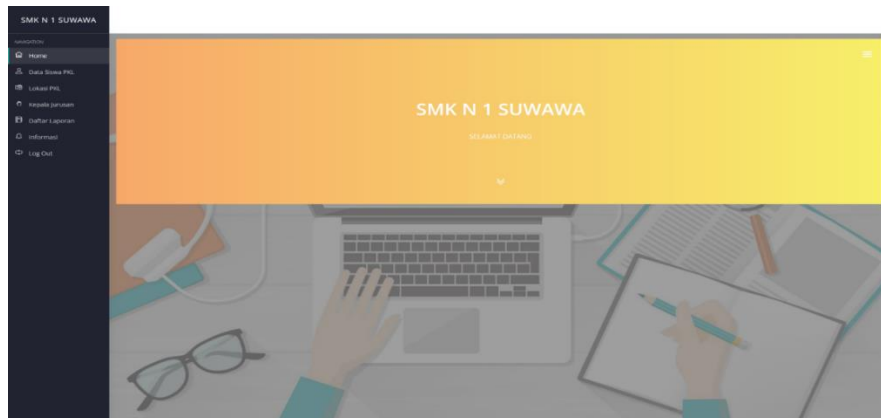 SMK N 1 SUWAWA
NAVIGATION
Home
Data Siswa PKL
Lokasi PKL
Kepala Jurusan
Daftar Laporan
Informasi
Log Out
SMK N 1 SUWAWA
SELAMAT DATANG